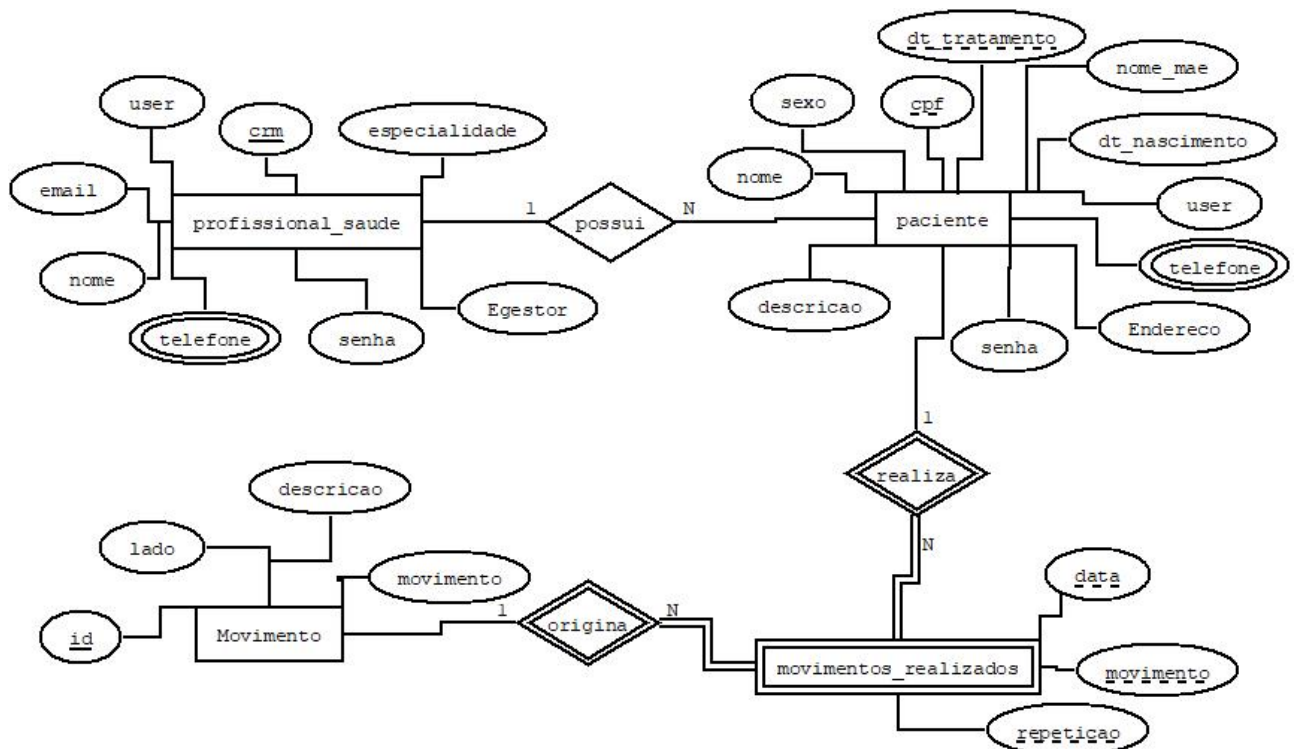 dt_tratamento
nome_mae
user
sexo
cpf
crm
especialidade
dt_nascimento
nome
email
user
profissional_saude
1
possui
N
paciente
telefone
nome
descricao
Egestor
Endereco
telefone
senha
senha
1
realiza
descricao
N
lado
movimento
data
1
N
id
Movimento
origina
movimentos_realizados
movimento
repeticao